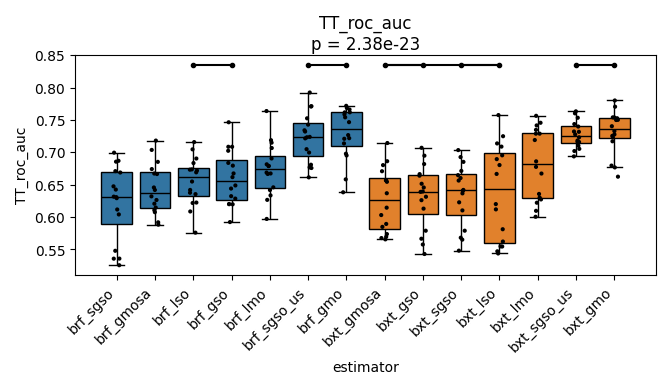 TT_roc_auc
p = 2.38e-23
TT_roc_auc
0.85
0.80
0.75
0.70
0.65
0.60
0.55
brf_sgso
brf_gmosa
brf_lso
brf_gso
brf_lmo
brf_sgso_us
brf_gmo
bxt_gmosa
bxt_gso
bxt_sgso
bxt_lso
bxt_lmo
bxt_sgso_us
bxt_gmo
estimator